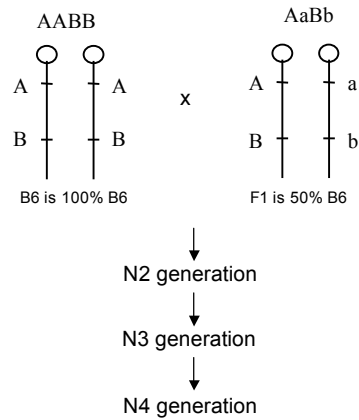 AABB AaBb
A A A a
x
B B B b
B6 is 100% B6 F1 is 50% B6
N2 generation
N3 generation
N4 generation